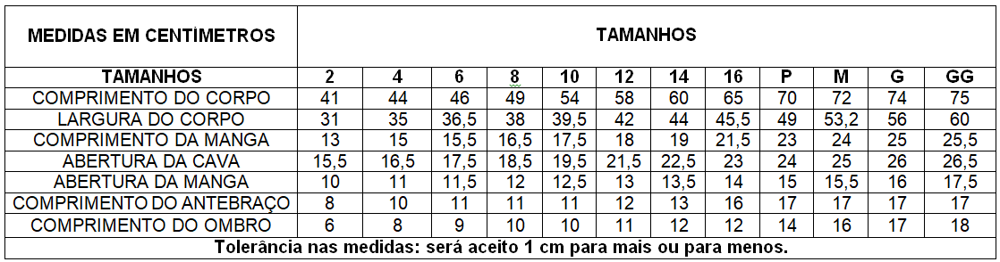 MEDIDAS EM CENTÍMETROS TAMANHOS
TAMANHOS 2 4 6 8 10 12 14 16 P M G GG
COMPRIMENTO DO CORPO 41 44 46 49 54 58 60 65 70 72 74 75
LARGURA DO CORPO 31 35 36,5 38 39,5 42 44 45,5 49 53,2 56 60
COMPRIMENTO DA MANGA 13 15 15,5 16,5 17,5 18 19 21,5 23 24 25 25,5
ABERTURA DA CAVA 15,5 16,5 17,5 18,5 19,5 21,5 22,5 23 24 25 26 26,5
ABERTURA DA MANGA 10 11 11,5 12 12,5 13 13,5 14 15 15,5 16 17,5
COMPRIMENTO DO ANTEBRAÇO 8 10 11 11 11 12 13 16 17 17 17 17
COMPRIMENTO DO OMBRO 6 8 9 10 10 11 12 12 14 16 17 18
Tolerância nas medidas: será aceito 1 cm para mais ou para menos.